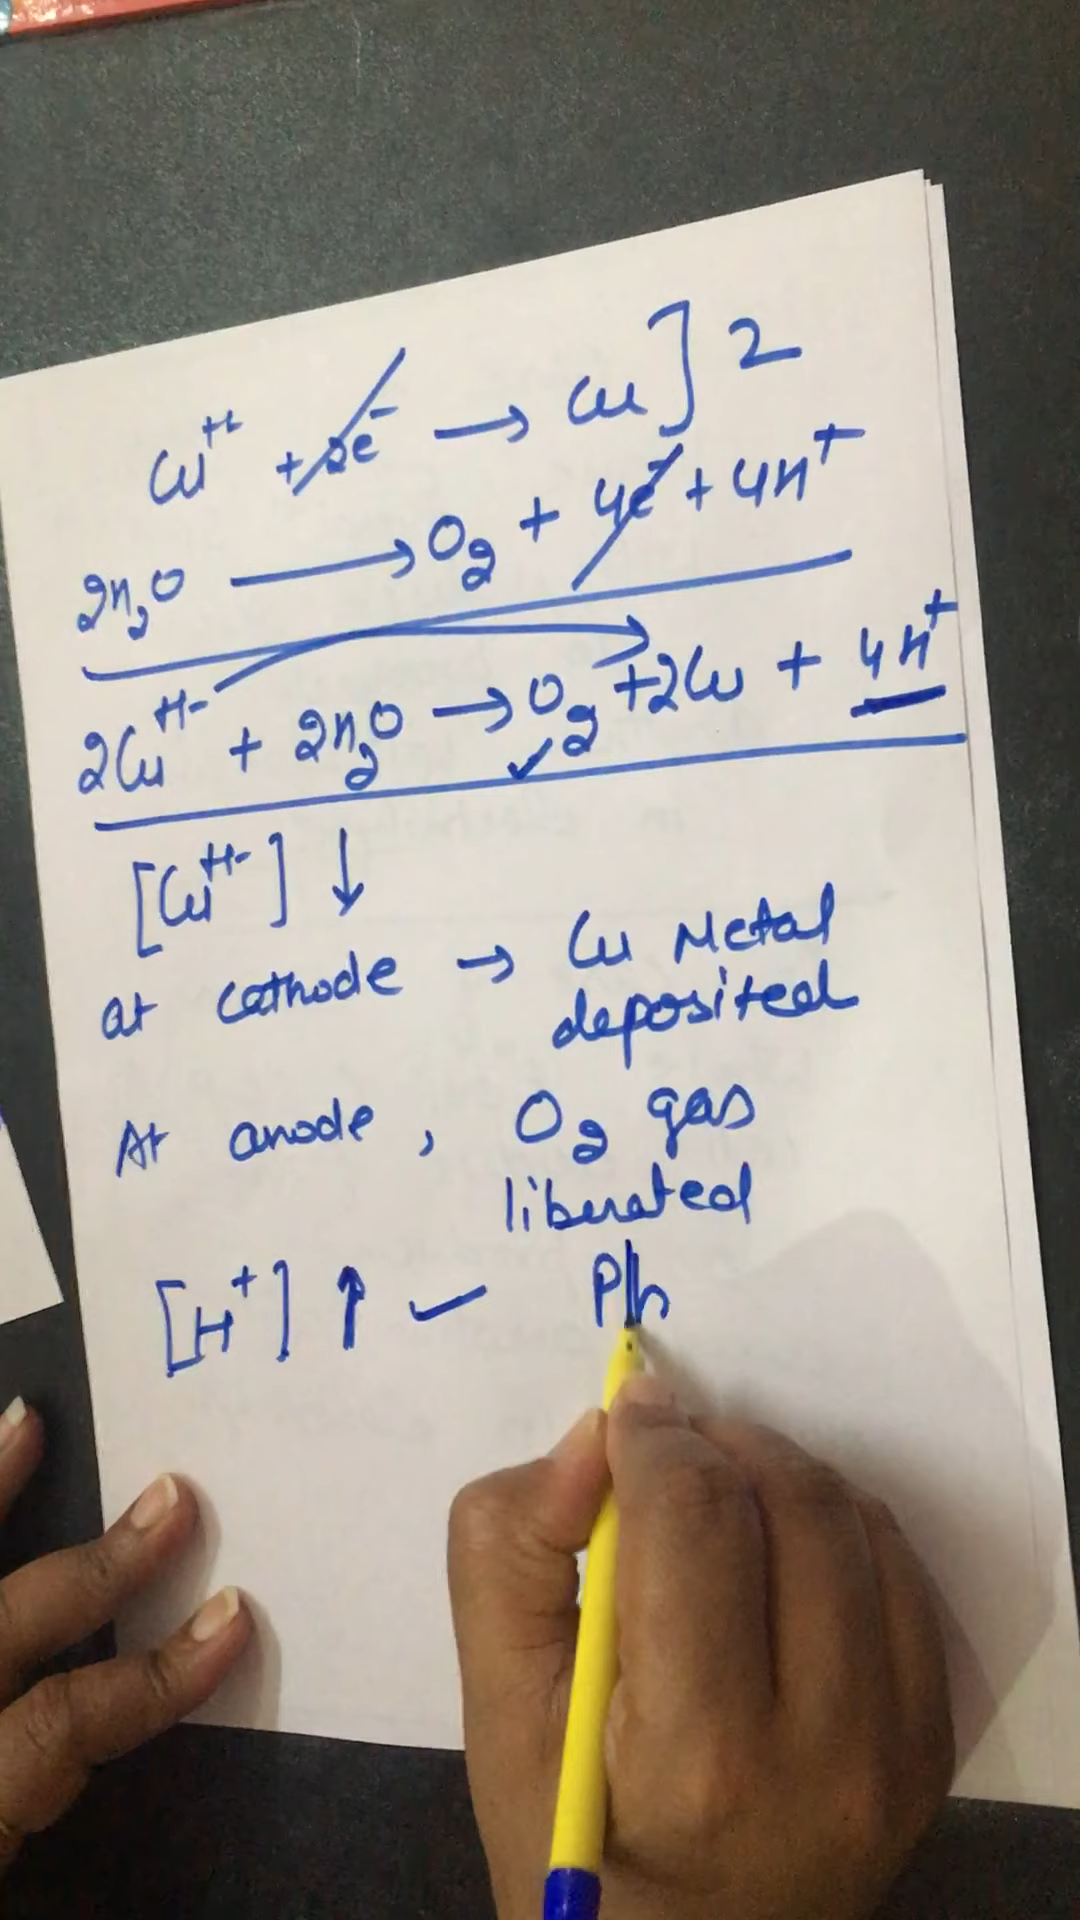 Cu⁺⁺ + 2e⁻ → Cu ] 2
2H₂O → O₂ + 4e⁻ + 4H⁺
2Cu⁺⁺ + 2H₂O → O₂ + 2Cu + 4H⁺
[Cu⁺⁺] ↓
at cathode → Cu Metal
deposited
At anode, O₂ gas
liberated
[H⁺] ↑ ✓ Ph